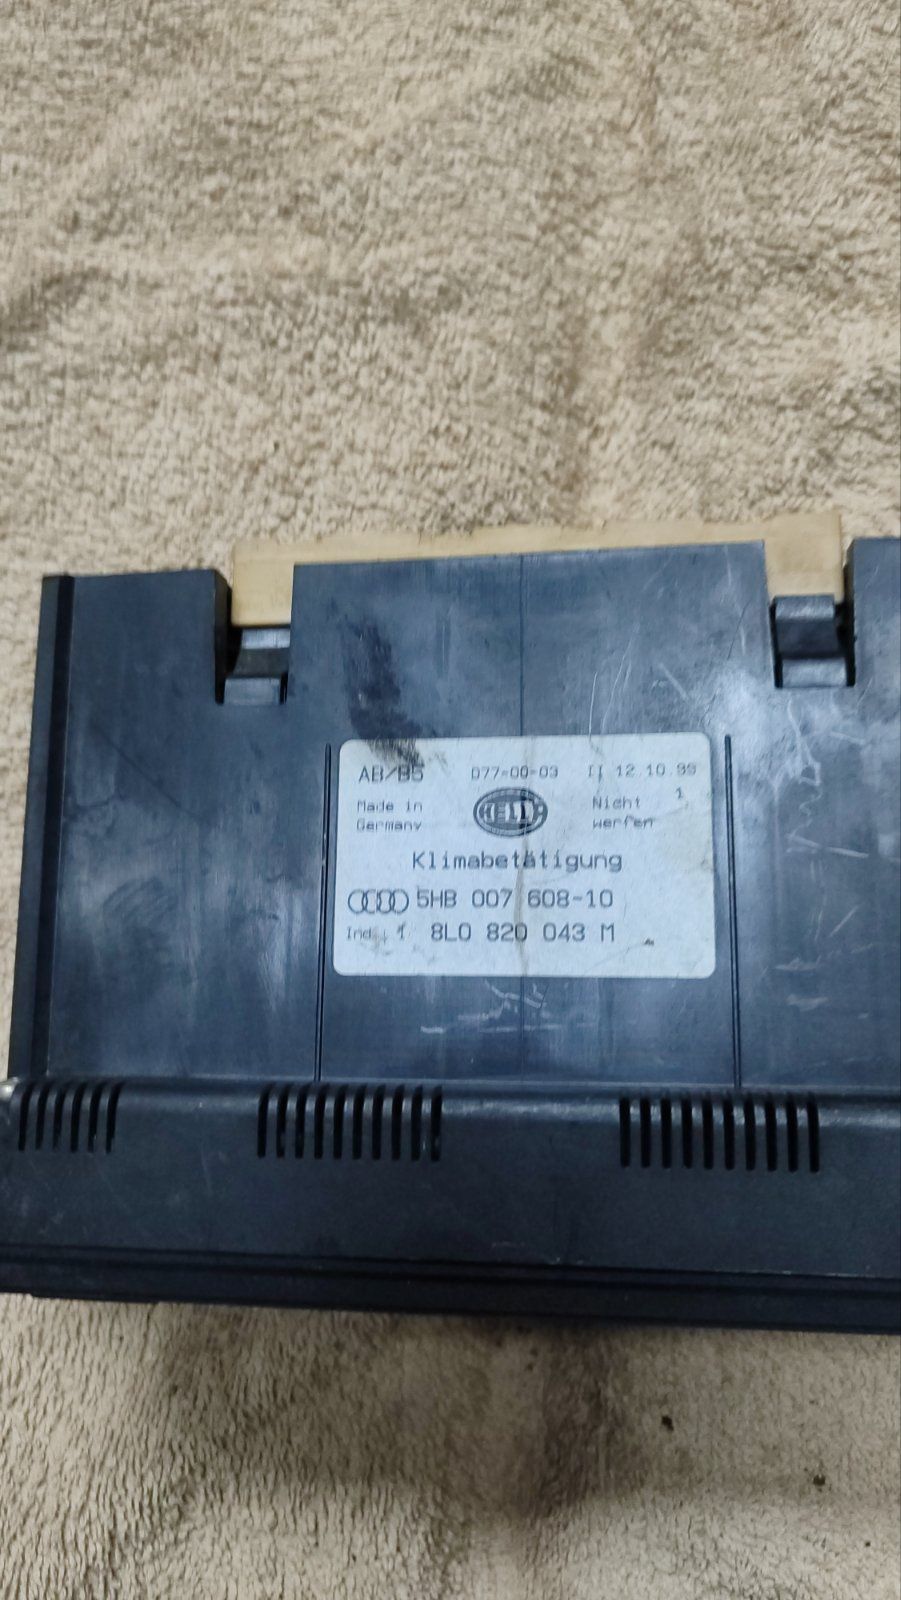 AB/B5 D77-00-03 II 12.10.99
1
Made in Germany
HELLA
Nicht werfen
Klimabetätigung
5HB 007 608-10
Ind. 1 8L0 820 043 M